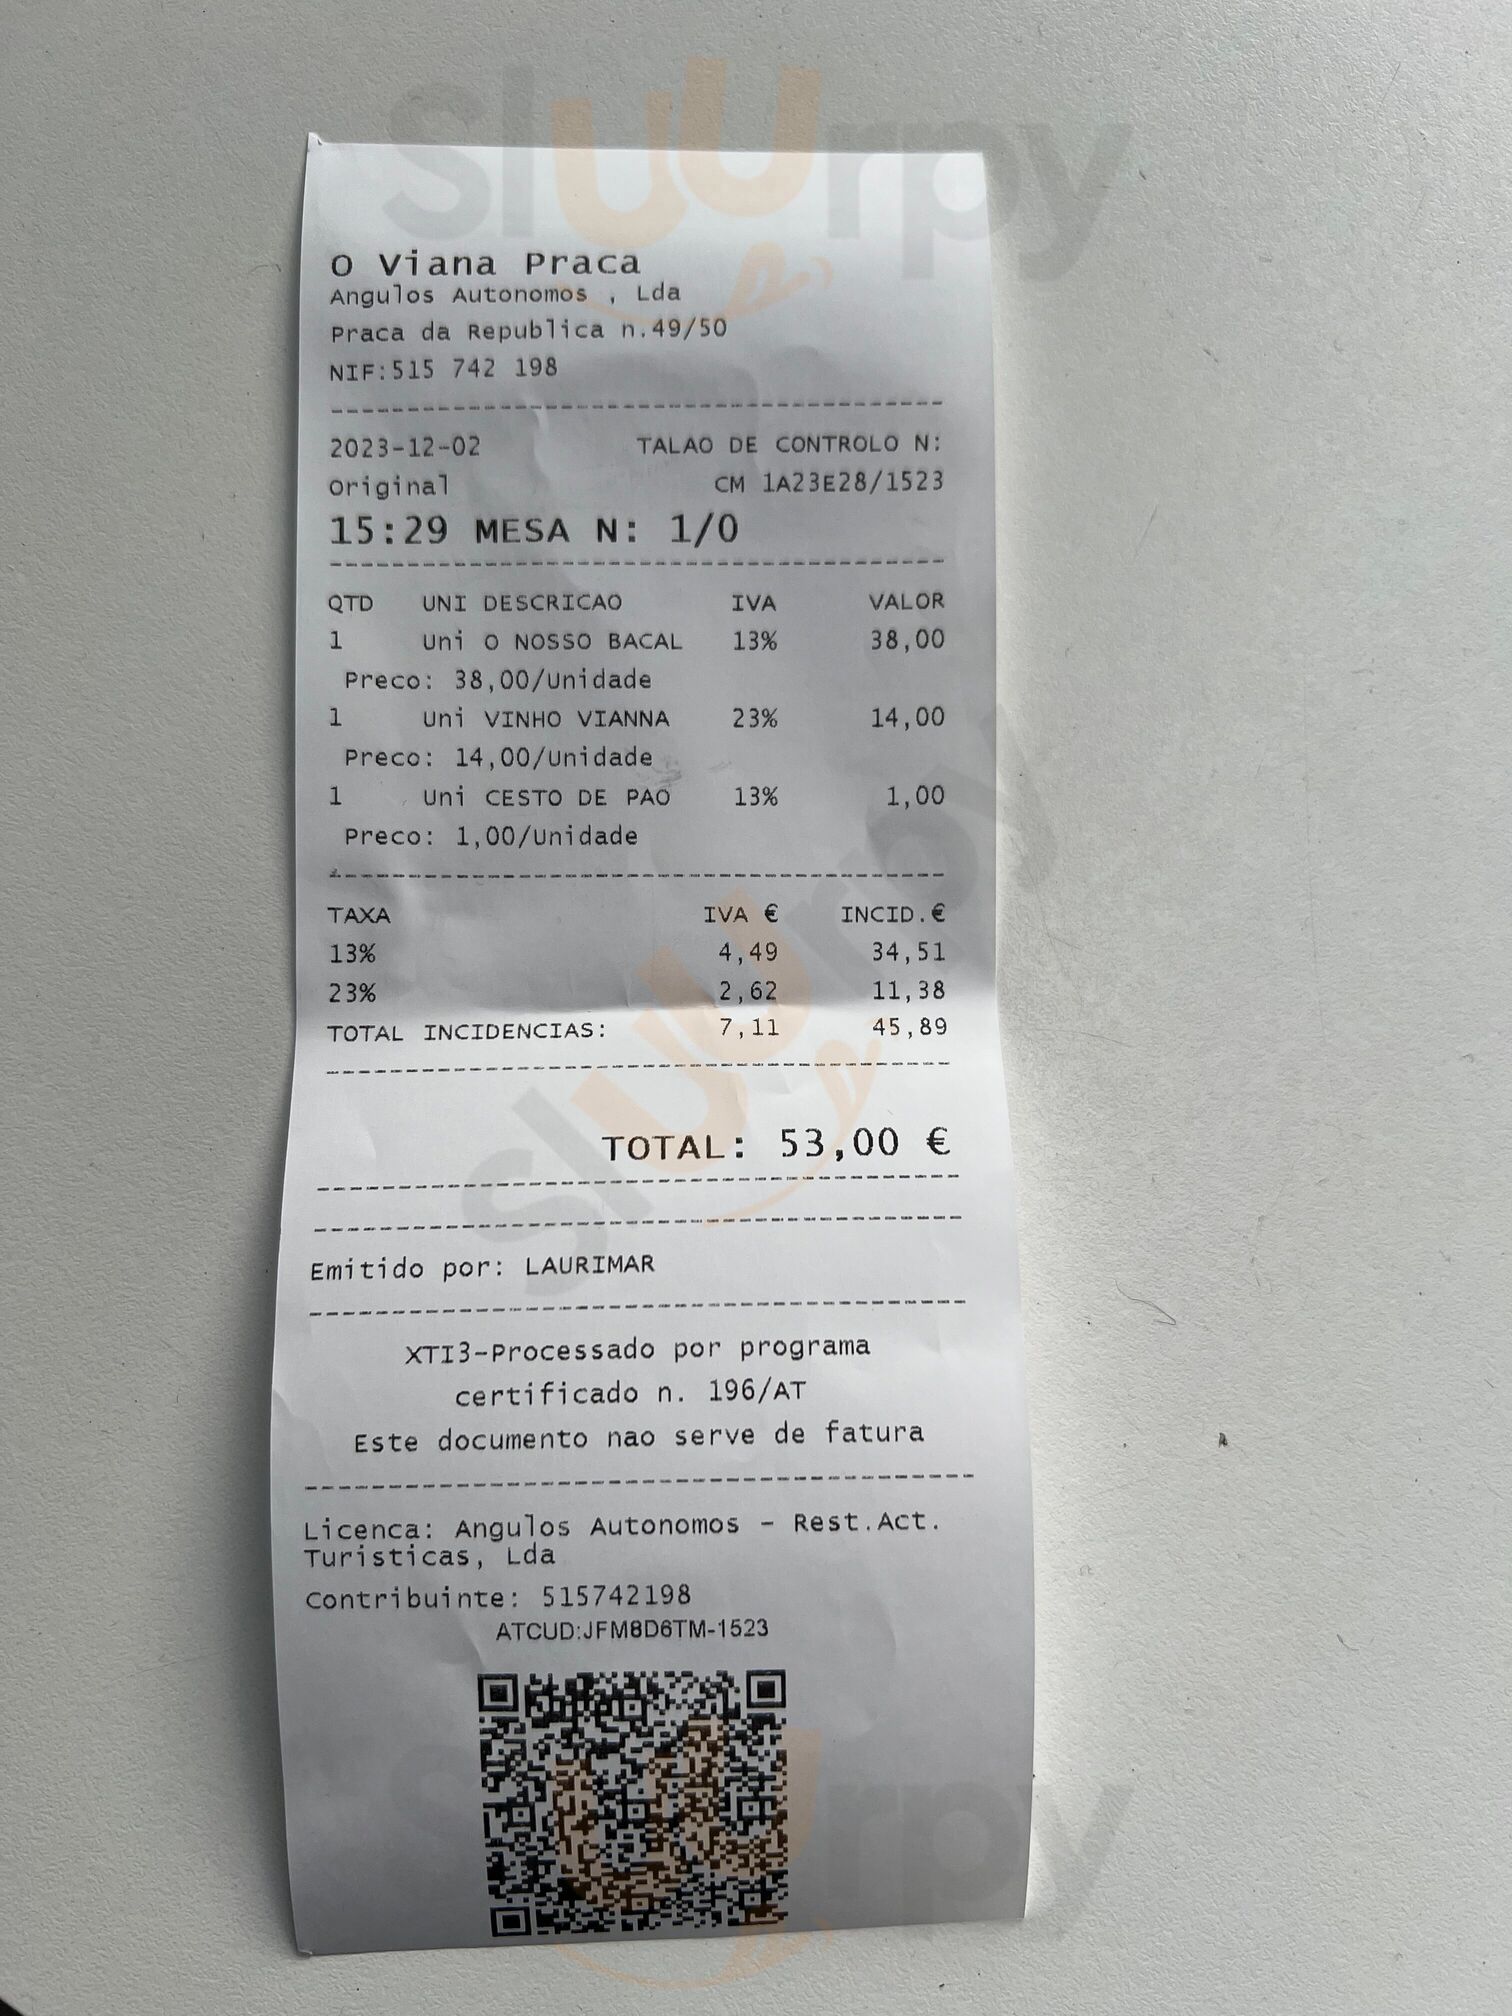 sluurpy
O Viana Praca
Angulos Autonomos , Lda
Praca da Republica n.49/50
NIF:515 742 198
2023-12-02 TALAO DE CONTROLO N:
Original CM 1A23E28/1523
15:29 MESA N: 1/0
QTD UNI DESCRICAO IVA VALOR
1 Uni O NOSSO BACAL 13% 38,00
Preco: 38,00/Unidade
1 Uni VINHO VIANNA 23% 14,00
Preco: 14,00/Unidade
1 Uni CESTO DE PAO 13% 1,00
Preco: 1,00/Unidade
sluurpy
TAXA IVA € INCID.€
13% 4,49 34,51
23% 2,62 11,38
TOTAL INCIDENCIAS: 7,11 45,89
TOTAL: 53,00 €
Emitido por: LAURIMAR
XTI3-Processado por programa
certificado n. 196/AT
Este documento nao serve de fatura
Licenca: Angulos Autonomos - Rest.Act.
Turisticas, Lda
Contribuinte: 515742198
ATCUD:JFM8D6TM-1523
sluurpy